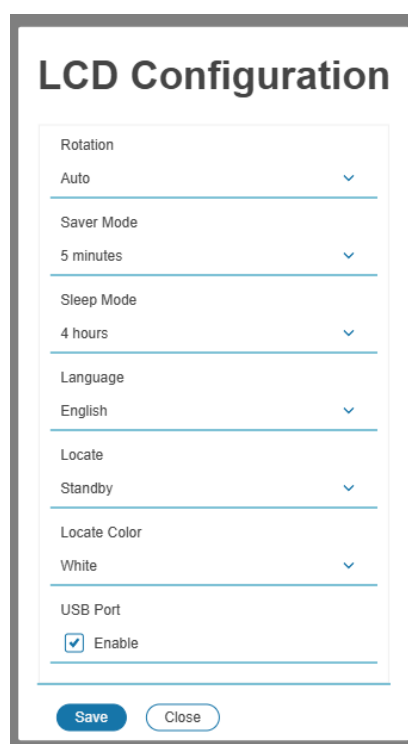 LCD Configuration
Rotation
Auto
Saver Mode
5 minutes
Sleep Mode
4 hours
Language
English
Locate
Standby
Locate Color
White
USB Port
Enable
Save Close